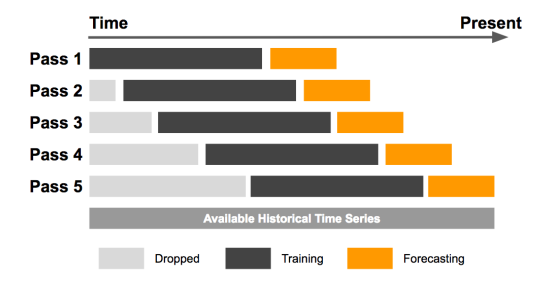 Time Present
Pass 1
Pass 2
Pass 3
Pass 4
Pass 5
Available Historical Time Series
Dropped Training Forecasting